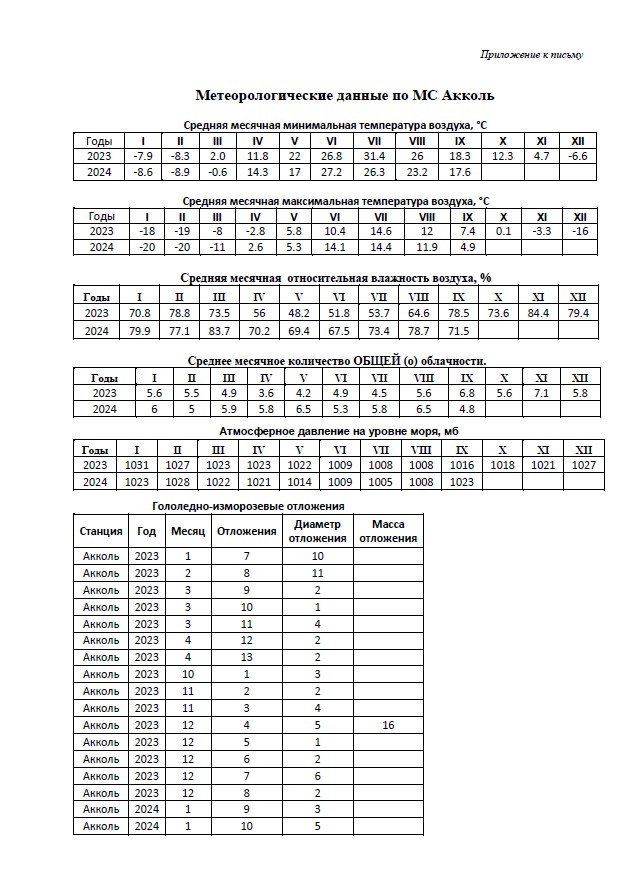 Приложение к письму
Метеорологические данные по МС Акколь
Средняя месячная минимальная температура воздуха, °С
Годы I II III IV V VI VII VIII IX X XI XII
2023 -7.9 -8.3 2.0 11.8 22 26.8 31.4 26 18.3 12.3 4.7 -6.6
2024 -8.6 -8.9 -0.6 14.3 17 27.2 26.3 23.2 17.6
Средняя месячная максимальная температура воздуха, °С
Годы I II III IV V VI VII VIII IX X XI XII
2023 -18 -19 -8 -2.8 5.8 10.4 14.6 12 7.4 0.1 -3.3 -16
2024 -20 -20 -11 2.6 5.3 14.1 14.4 11.9 4.9
Средняя месячная относительная влажность воздуха, %
Годы I II III IV V VI VII VIII IX X XI XII
2023 70.8 78.8 73.5 56 48.2 51.8 53.7 64.6 78.5 73.6 84.4 79.4
2024 79.9 77.1 83.7 70.2 69.4 67.5 73.4 78.7 71.5
Среднее месячное количество ОБЩЕЙ (о) облачности.
Годы I II III IV V VI VII VIII IX X XI XII
2023 5.6 5.5 4.9 3.6 4.2 4.9 4.5 5.6 6.8 5.6 7.1 5.8
2024 6 5 5.9 5.8 6.5 5.3 5.8 6.5 4.8
Атмосферное давление на уровне моря, мб
Годы I II III IV V VI VII VIII IX X XI XII
2023 1031 1027 1023 1023 1022 1009 1008 1008 1016 1018 1021 1027
2024 1023 1028 1022 1021 1014 1009 1005 1008 1023
Гололедно-изморозевые отложения
Станция Год Месяц Отложения Диаметр отложения Масса отложения
Акколь 2023 1 7 10
Акколь 2023 2 8 11
Акколь 2023 3 9 2
Акколь 2023 3 10 1
Акколь 2023 3 11 4
Акколь 2023 4 12 2
Акколь 2023 4 13 2
Акколь 2023 10 1 3
Акколь 2023 11 2 2
Акколь 2023 11 3 4
Акколь 2023 12 4 5 16
Акколь 2023 12 5 1
Акколь 2023 12 6 2
Акколь 2023 12 7 6
Акколь 2023 12 8 2
Акколь 2024 1 9 3
Акколь 2024 1 10 5